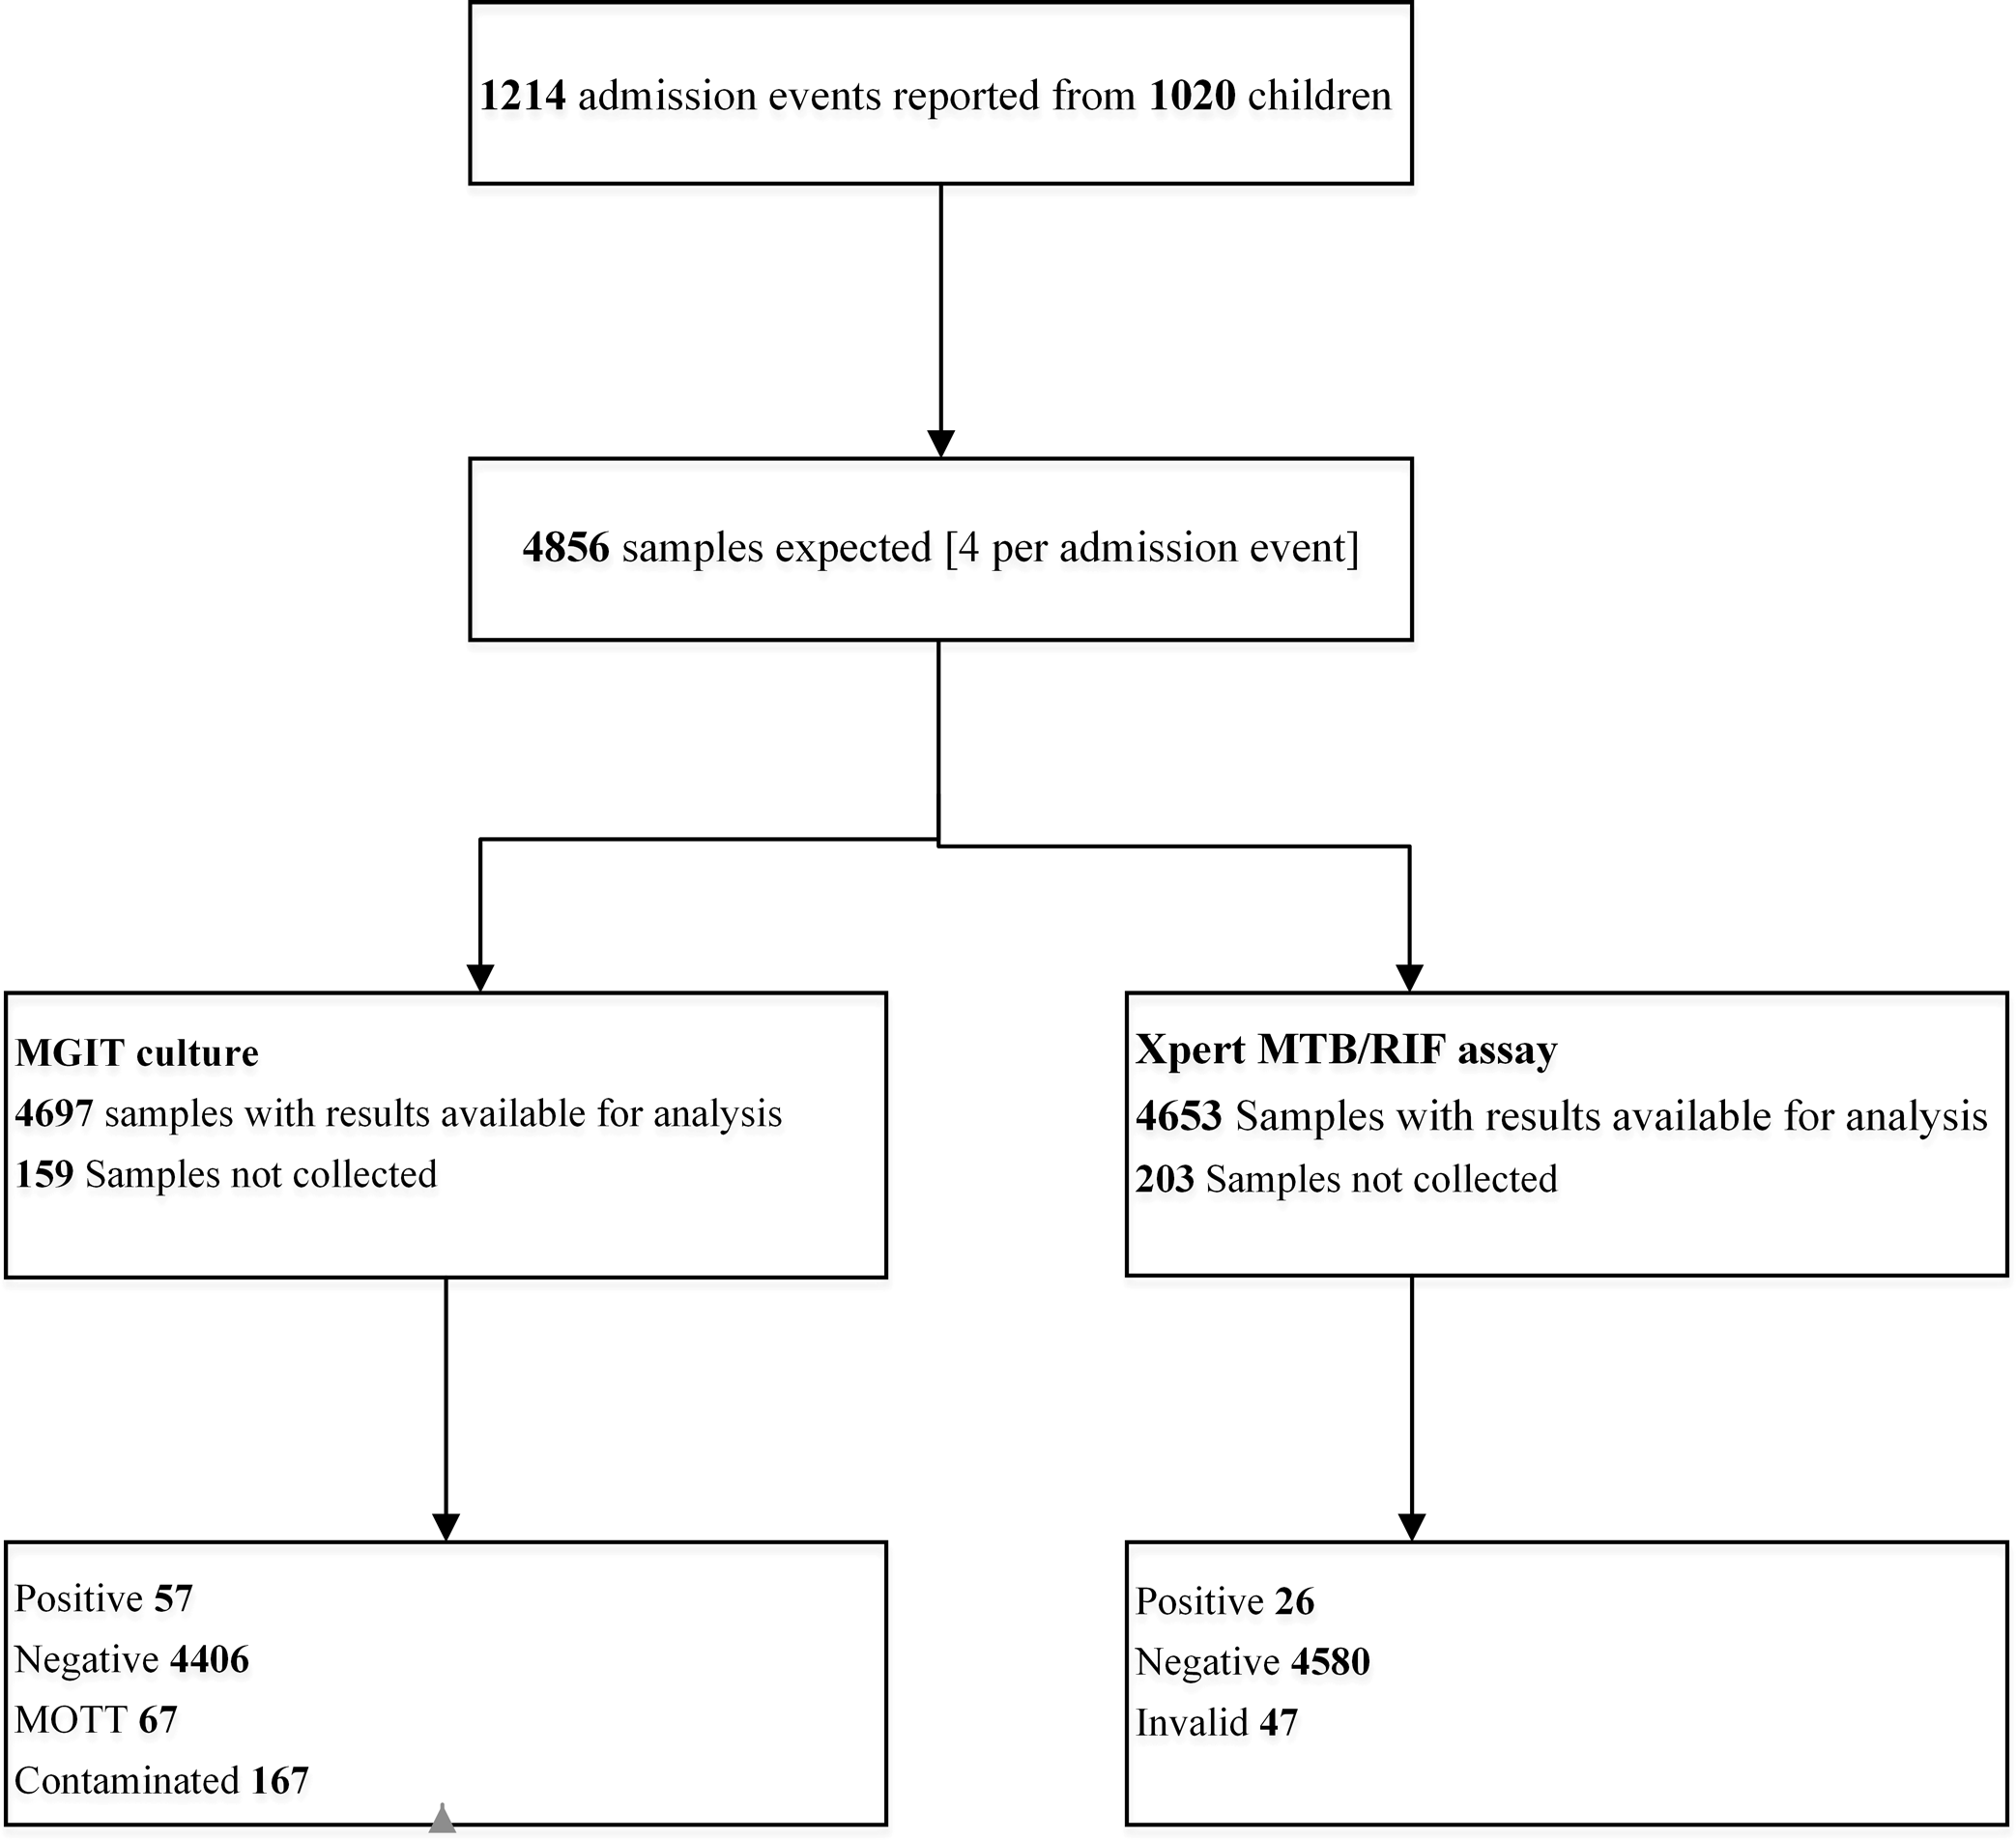 1214 admission events reported from 1020 children
4856 samples expected [4 per admission event]
MGIT culture
4697 samples with results available for analysis
159 Samples not collected
Xpert MTB/RIF assay
4653 Samples with results available for analysis
203 Samples not collected
Positive 57
Negative 4406
MOTT 67
Contaminated 167
Positive 26
Negative 4580
Invalid 47